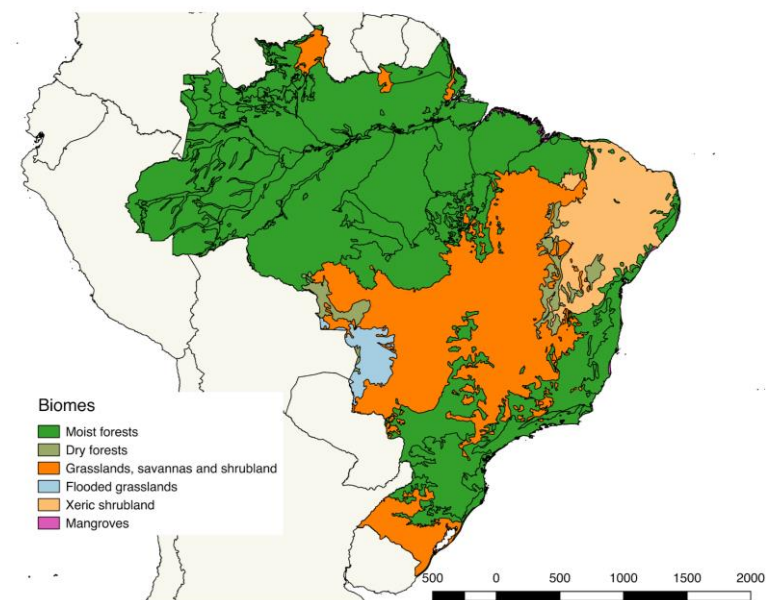 Biomes
Moist forests
Dry forests
Grasslands, savannas and shrubland
Flooded grasslands
Xeric shrubland
Mangroves
500 0 500 1000 1500 2000